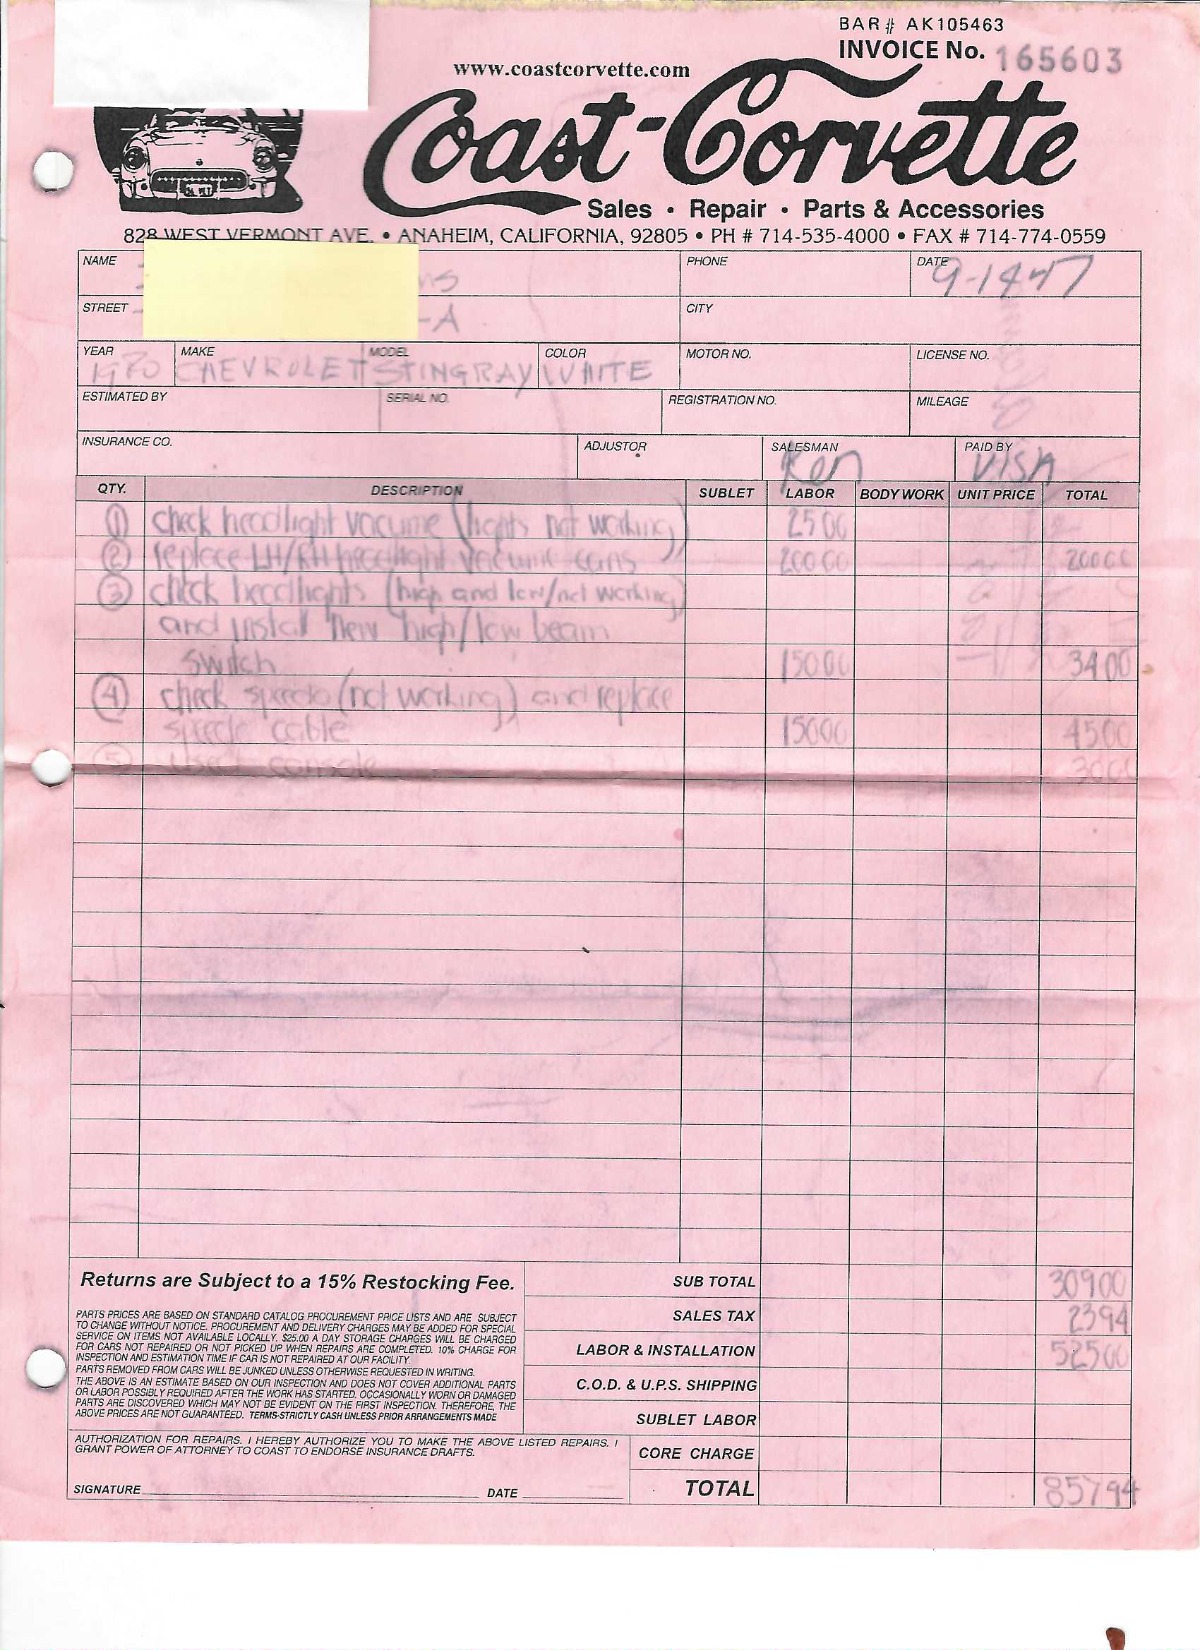 BAR# AK105463
INVOICE No. 165603
www.coastcorvette.com
Coast-Corvette
Sales • Repair • Parts & Accessories
828 WEST VERMONT AVE. • ANAHEIM, CALIFORNIA, 92805 • PH # 714-535-4000 • FAX # 714-774-0559
NAME PHONE DATE
STREET -A CITY
YEAR MAKE MODEL COLOR MOTOR NO. LICENSE NO.
CHEVROLET STINGRAY WHITE
ESTIMATED BY SERIAL NO. REGISTRATION NO. MILEAGE
INSURANCE CO. ADJUSTOR SALESMAN Ken PAID BY VISA
QTY. DESCRIPTION SUBLET LABOR BODY WORK UNIT PRICE TOTAL
1 check headlight vacume (lights not working) 2500
2 replace LH/RH headlight vacume cans 20000 20000
3 check headlights (high and low/not working)
and install new high/low beam
switch 15000 3400
4 check speedo (not working) and replace
speedo cable 15000 4500
5 used console 3000
Returns are Subject to a 15% Restocking Fee.
PARTS PRICES ARE BASED ON STANDARD CATALOG PROCUREMENT PRICE LISTS AND ARE SUBJECT
TO CHANGE WITHOUT NOTICE. PROCUREMENT AND DELIVERY CHARGES MAY BE ADDED FOR SPECIAL
SERVICE ON ITEMS NOT AVAILABLE LOCALLY. $25.00 A DAY STORAGE CHARGES WILL BE CHARGED
FOR CARS NOT REPAIRED OR NOT PICKED UP WHEN REPAIRS ARE COMPLETED. 10% CHARGE FOR
INSPECTION AND ESTIMATION TIME IF CAR IS NOT REPAIRED AT OUR FACILITY.
PARTS REMOVED FROM CARS WILL BE JUNKED UNLESS OTHERWISE REQUESTED IN WRITING.
THE ABOVE IS AN ESTIMATE BASED ON OUR INSPECTION AND DOES NOT COVER ADDITIONAL PARTS
OR LABOR POSSIBLY REQUIRED AFTER THE WORK HAS STARTED. OCCASIONALLY WORN OR DAMAGED
PARTS ARE DISCOVERED WHICH MAY NOT BE EVIDENT ON THE FIRST INSPECTION. THEREFORE, THE
ABOVE PRICES ARE NOT GUARANTEED. TERMS-STRICTLY CASH UNLESS PRIOR ARRANGEMENTS MADE
AUTHORIZATION FOR REPAIRS. I HEREBY AUTHORIZE YOU TO MAKE THE ABOVE LISTED REPAIRS. I
GRANT POWER OF ATTORNEY TO COAST TO ENDORSE INSURANCE DRAFTS.
SIGNATURE DATE
SUB TOTAL 30900
SALES TAX 2394
LABOR & INSTALLATION 52500
C.O.D. & U.P.S. SHIPPING
SUBLET LABOR
CORE CHARGE
TOTAL 85794